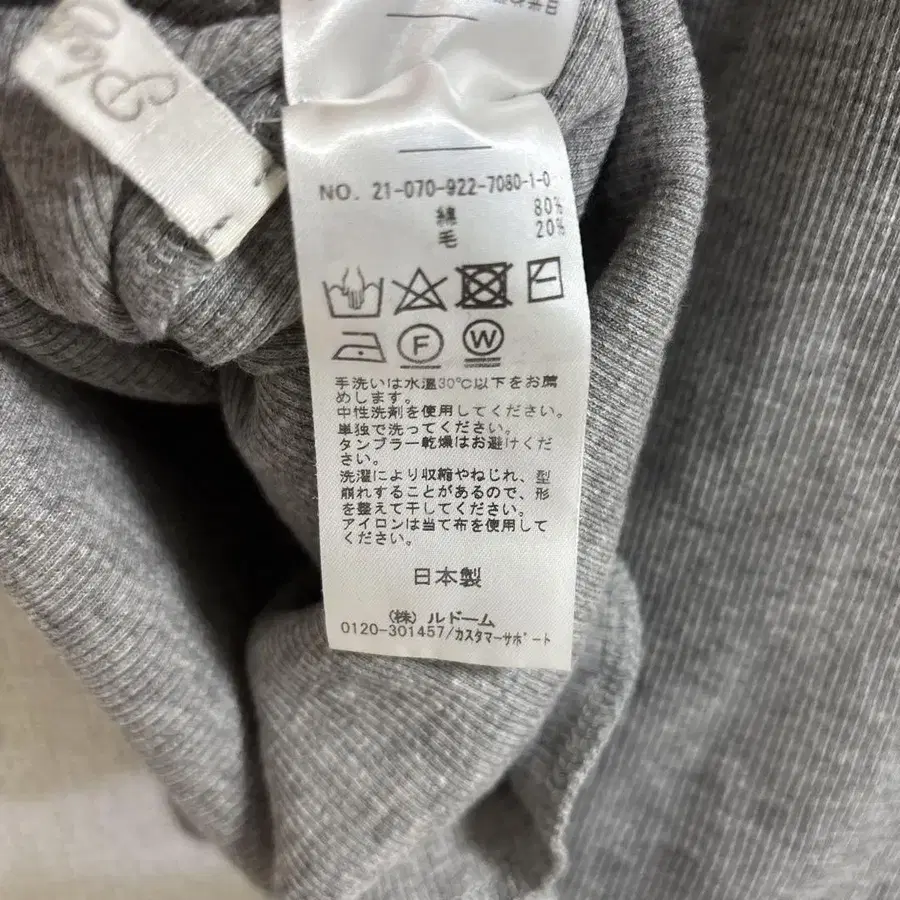 NO. 21-070-922-7080-1-0
綿 80%
毛 20%
F W
手洗いは水温30℃以下をお薦
めします。
中性洗剤を使用してください。
単独で洗ってください。
タンブラー乾燥はお避けくだ
さい。
洗濯により収縮やねじれ、型
崩れすることがあるので、形
を整えて干してください。
アイロンは当て布を使用して
ください。
日本製
(株) ルドーム
0120-301457/カスタマーサポート